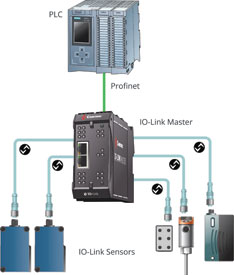 PLC
Profinet
IO-Link Master
IO-Link Sensors